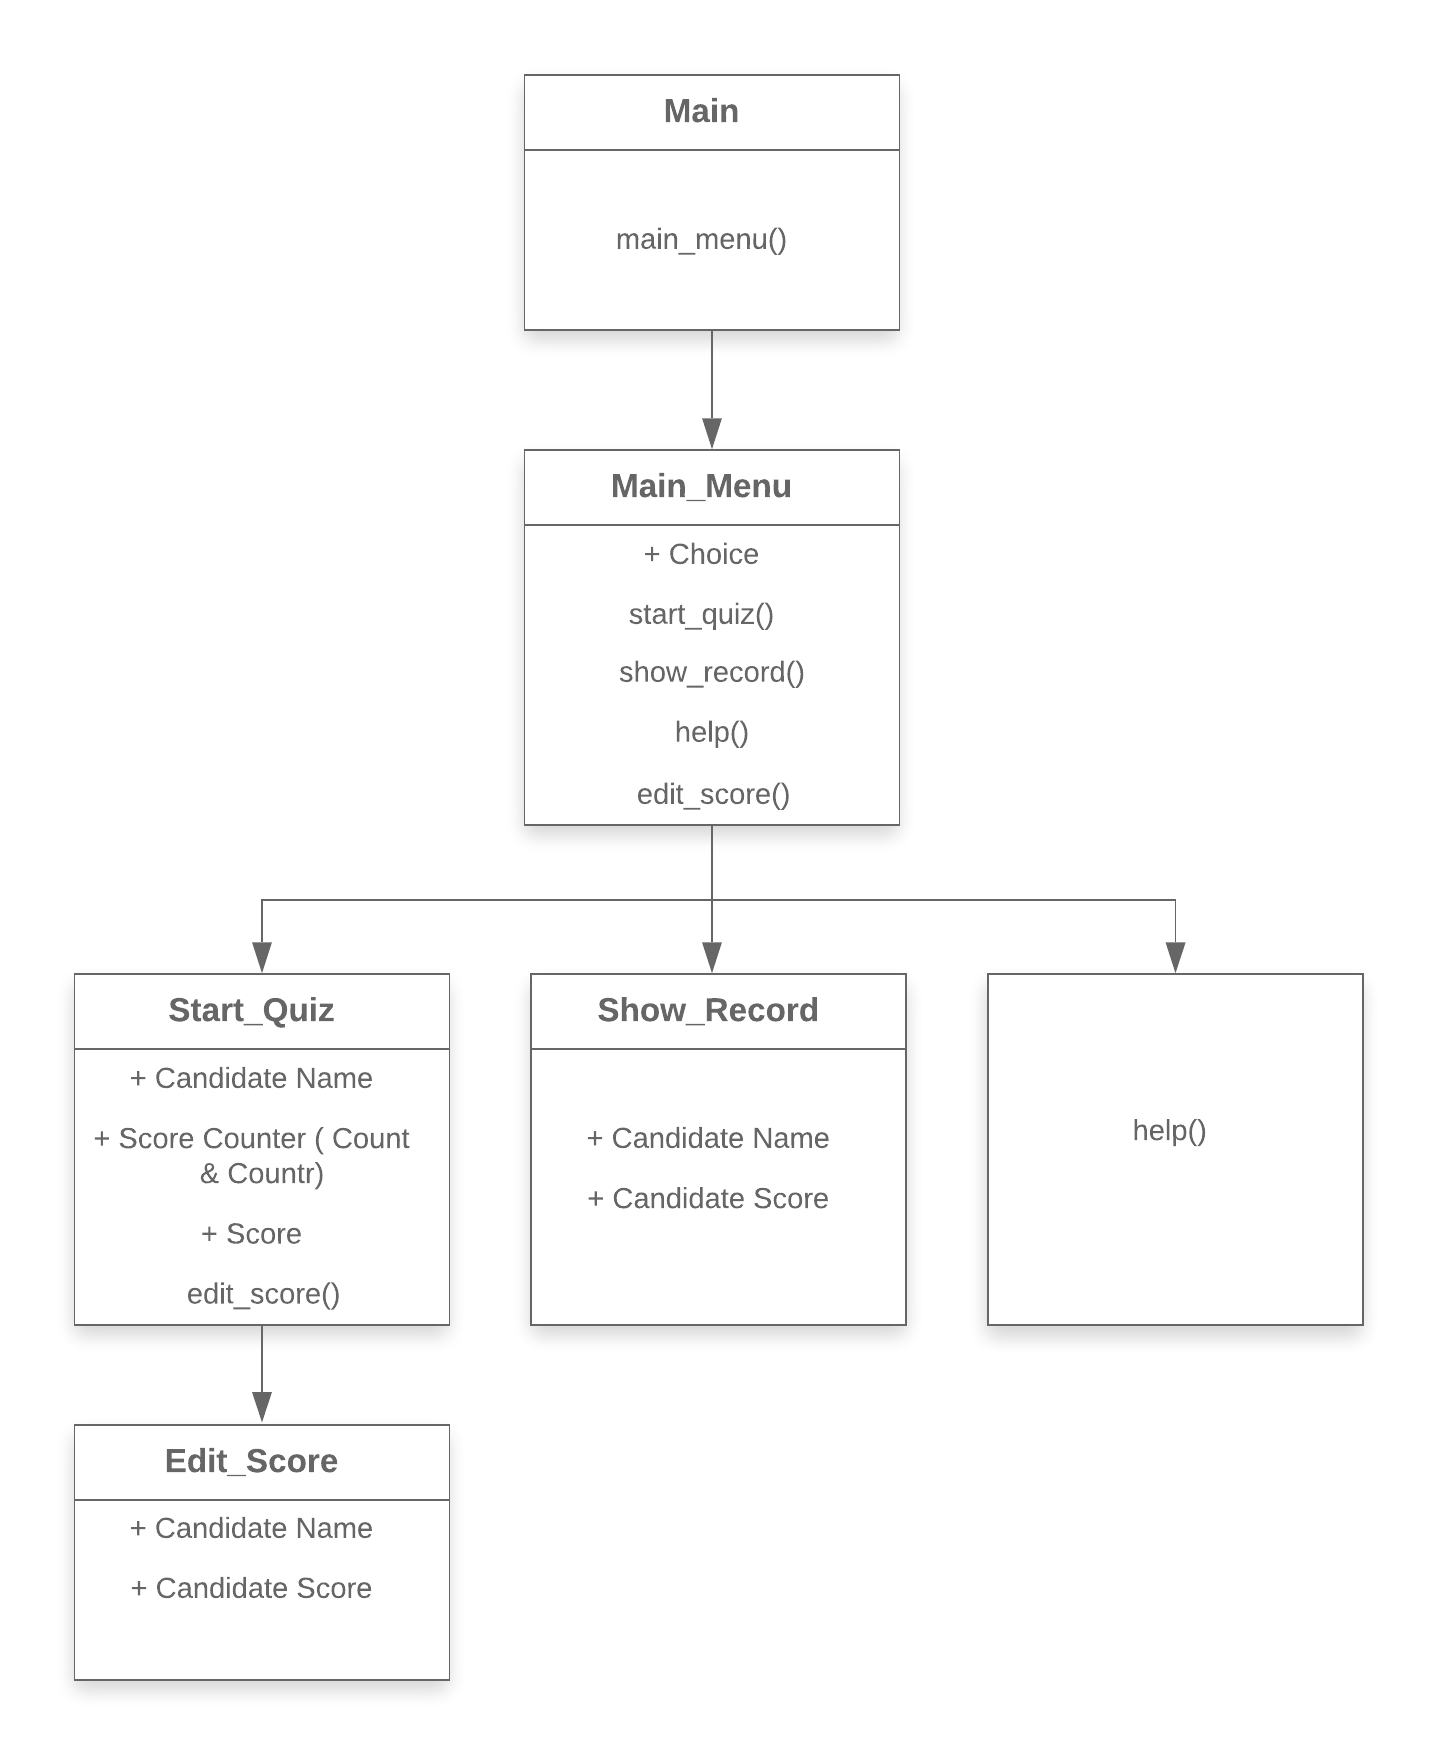 Main
main_menu()
Main_Menu
+ Choice
start_quiz()
show_record()
help()
edit_score()
Start_Quiz
+ Candidate Name
+ Score Counter ( Count
& Countr)
+ Score
edit_score()
Show_Record
+ Candidate Name
+ Candidate Score
help()
Edit_Score
+ Candidate Name
+ Candidate Score